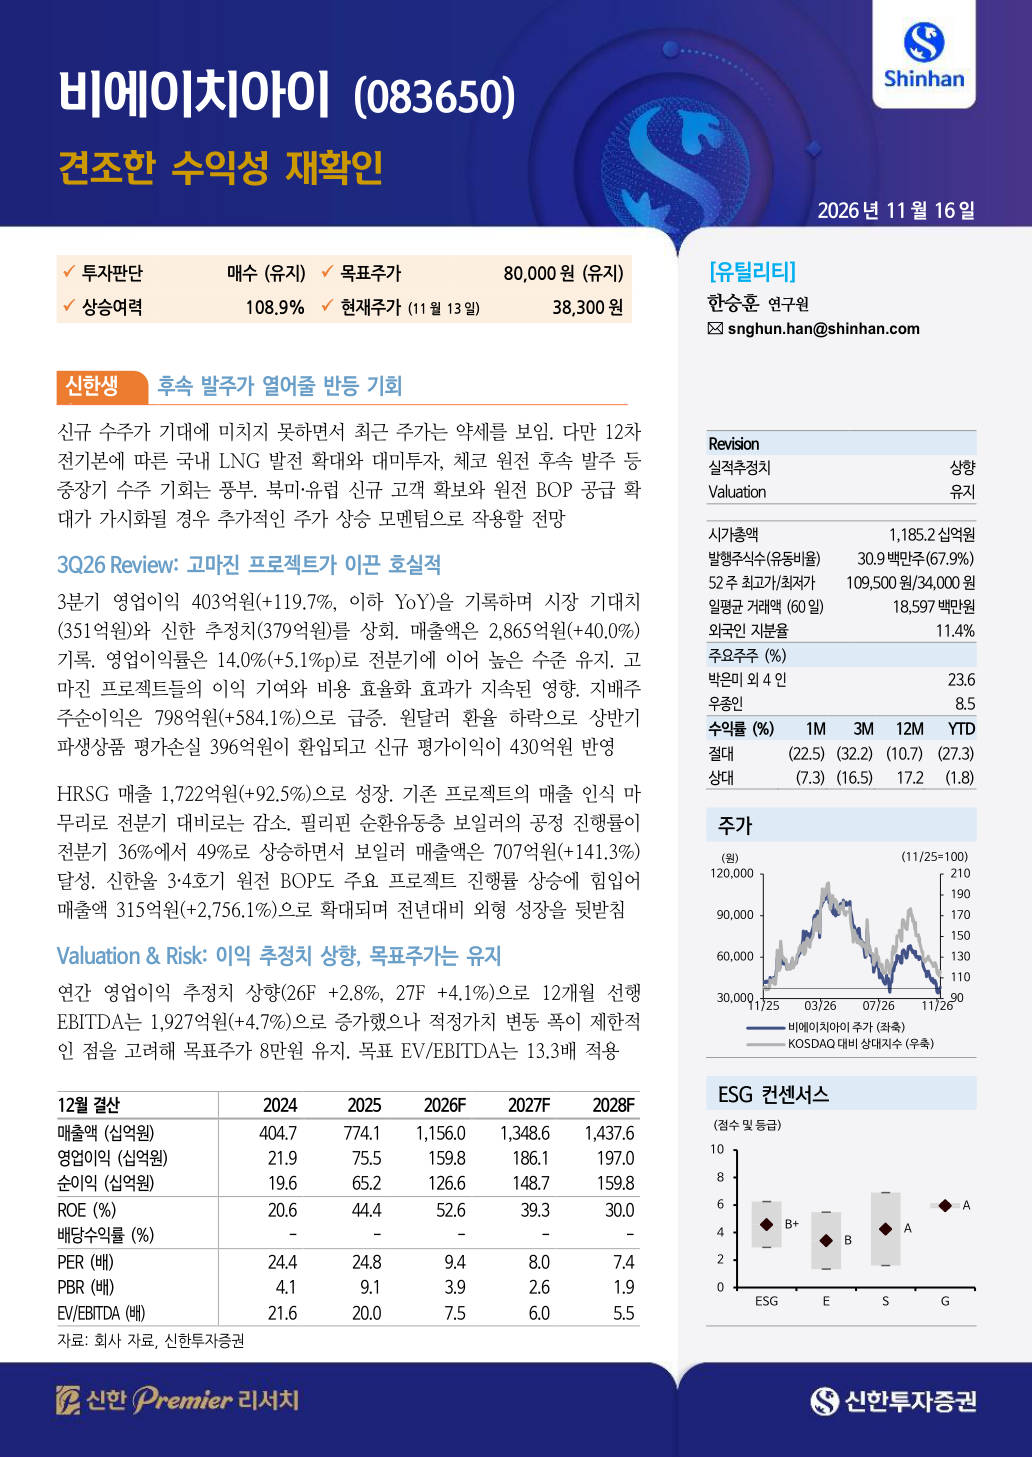 비에이치아이 (083650)
견조한 수익성 재확인
Shinhan
2026년 11월 16일
✓ 투자판단 매수 (유지) ✓ 목표주가 80,000 원 (유지)
✓ 상승여력 108.9% ✓ 현재주가 (11 월 13 일) 38,300 원
신한생각 후속 발주가 열어줄 반등 기회
신규 수주가 기대에 미치지 못하면서 최근 주가는 약세를 보임. 다만 12차
전기본에 따른 국내 LNG 발전 확대와 대미투자, 체코 원전 후속 발주 등
중장기 수주 기회는 풍부. 북미·유럽 신규 고객 확보와 원전 BOP 공급 확
대가 가시화될 경우 추가적인 주가 상승 모멘텀으로 작용할 전망
3Q26 Review: 고마진 프로젝트가 이끈 호실적
3분기 영업이익 403억원(+119.7%, 이하 YoY)을 기록하며 시장 기대치
(351억원)와 신한 추정치(379억원)를 상회. 매출액은 2,865억원(+40.0%)
기록. 영업이익률은 14.0%(+5.1%p)로 전분기에 이어 높은 수준 유지. 고
마진 프로젝트들의 이익 기여와 비용 효율화 효과가 지속된 영향. 지배주
주순이익은 798억원(+584.1%)으로 급증. 원달러 환율 하락으로 상반기
파생상품 평가손실 396억원이 환입되고 신규 평가이익이 430억원 반영
HRSG 매출 1,722억원(+92.5%)으로 성장. 기존 프로젝트의 매출 인식 마
무리로 전분기 대비로는 감소. 필리핀 순환유동층 보일러의 공정 진행률이
전분기 36%에서 49%로 상승하면서 보일러 매출액은 707억원(+141.3%)
달성. 신한울 3·4호기 원전 BOP도 주요 프로젝트 진행률 상승에 힘입어
매출액 315억원(+2,756.1%)으로 확대되며 전년대비 외형 성장을 뒷받침
Valuation & Risk: 이익 추정치 상향, 목표주가는 유지
연간 영업이익 추정치 상향(26F +2.8%, 27F +4.1%)으로 12개월 선행
EBITDA는 1,927억원(+4.7%)으로 증가했으나 적정가치 변동 폭이 제한적
인 점을 고려해 목표주가 8만원 유지. 목표 EV/EBITDA는 13.3배 적용
12월 결산 2024 2025 2026F 2027F 2028F
매출액 (십억원) 404.7 774.1 1,156.0 1,348.6 1,437.6
영업이익 (십억원) 21.9 75.5 159.8 186.1 197.0
순이익 (십억원) 19.6 65.2 126.6 148.7 159.8
ROE (%) 20.6 44.4 52.6 39.3 30.0
배당수익률 (%) – – – – –
PER (배) 24.4 24.8 9.4 8.0 7.4
PBR (배) 4.1 9.1 3.9 2.6 1.9
EV/EBITDA (배) 21.6 20.0 7.5 6.0 5.5
자료: 회사 자료, 신한투자증권
[유틸리티]
한승훈 연구원
✉ snghun.han@shinhan.com
Revision
실적추정치 상향
Valuation 유지
시가총액 1,185.2 십억원
발행주식수(유동비율) 30.9 백만주(67.9%)
52 주 최고가/최저가 109,500 원/34,000 원
일평균 거래액 (60 일) 18,597 백만원
외국인 지분율 11.4%
주요주주 (%)
박은미 외 4 인 23.6
우종인 8.5
수익률 (%) 1M 3M 12M YTD
절대 (22.5) (32.2) (10.7) (27.3)
상대 (7.3) (16.5) 17.2 (1.8)
주가
(원) (11/25=100)
120,000 210
190
90,000 170
150
60,000 130
110
30,000 90
11/25 03/26 07/26 11/26
비에이치아이 주가 (좌축)
KOSDAQ 대비 상대지수 (우축)
ESG 컨센서스
(점수 및 등급)
10
8
6
4
2
0
B+ B A A
ESG E S G
신한 Premier 리서치
신한투자증권